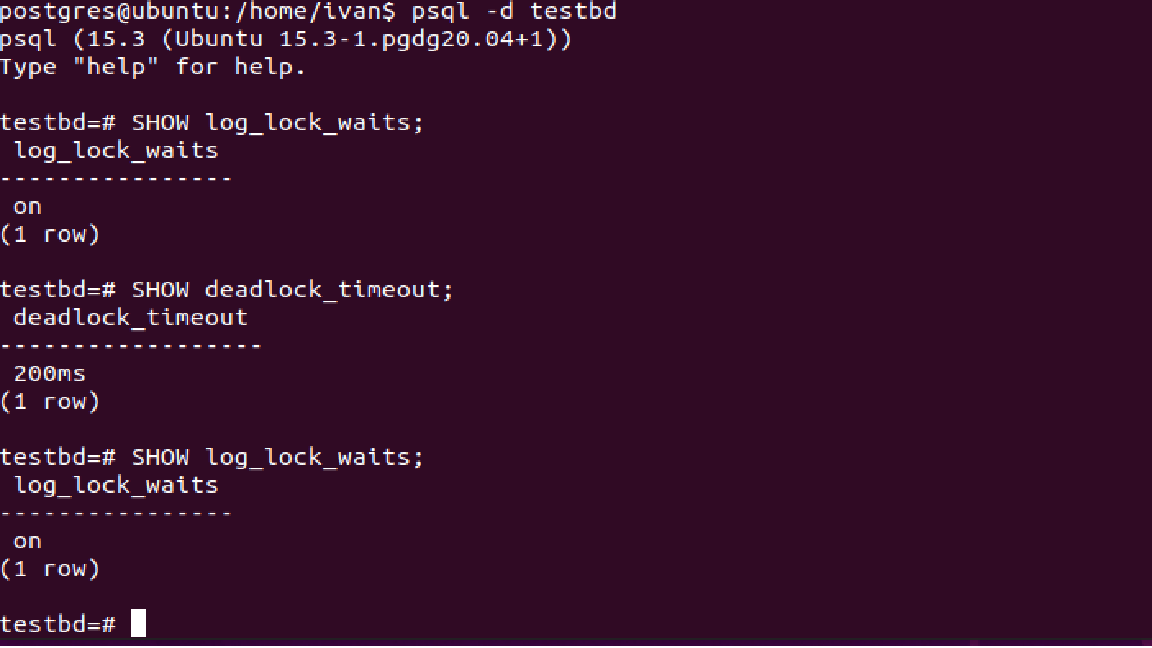 postgres@ubuntu:/home/ivan$ psql -d testbd
psql (15.3 (Ubuntu 15.3-1.pgdg20.04+1))
Type "help" for help.
testbd=# SHOW log_lock_waits;
 log_lock_waits
----------------
 on
(1 row)
testbd=# SHOW deadlock_timeout;
 deadlock_timeout
------------------
 200ms
(1 row)
testbd=# SHOW log_lock_waits;
 log_lock_waits
----------------
 on
(1 row)
testbd=#